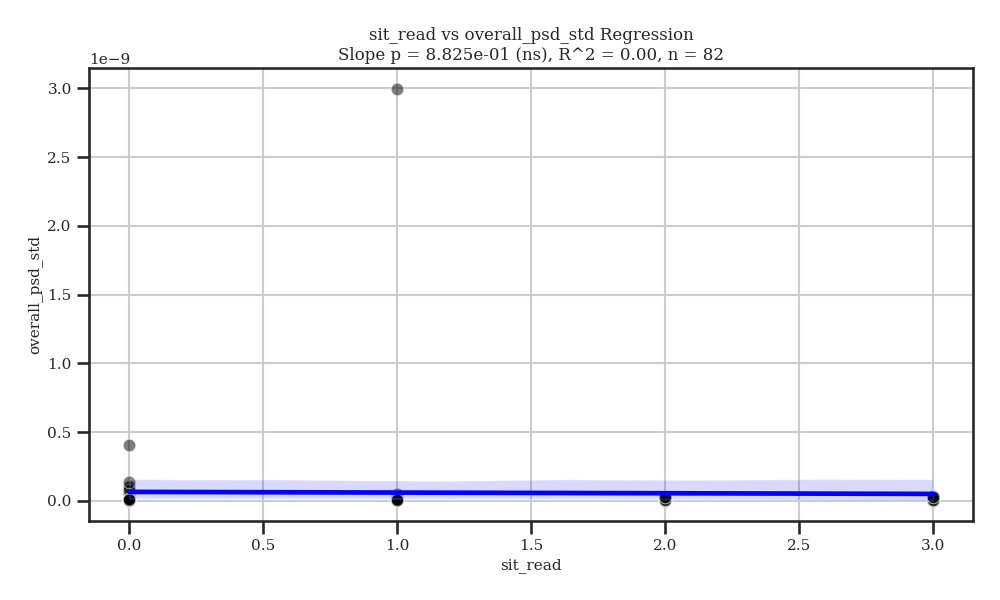 sit_read vs overall_psd_std Regression
Slope p = 8.825e-01 (ns), R^2 = 0.00, n = 82
1e−9
3.0
2.5
2.0
1.5
1.0
0.5
0.0
overall_psd_std
0.0 0.5 1.0 1.5 2.0 2.5 3.0
sit_read